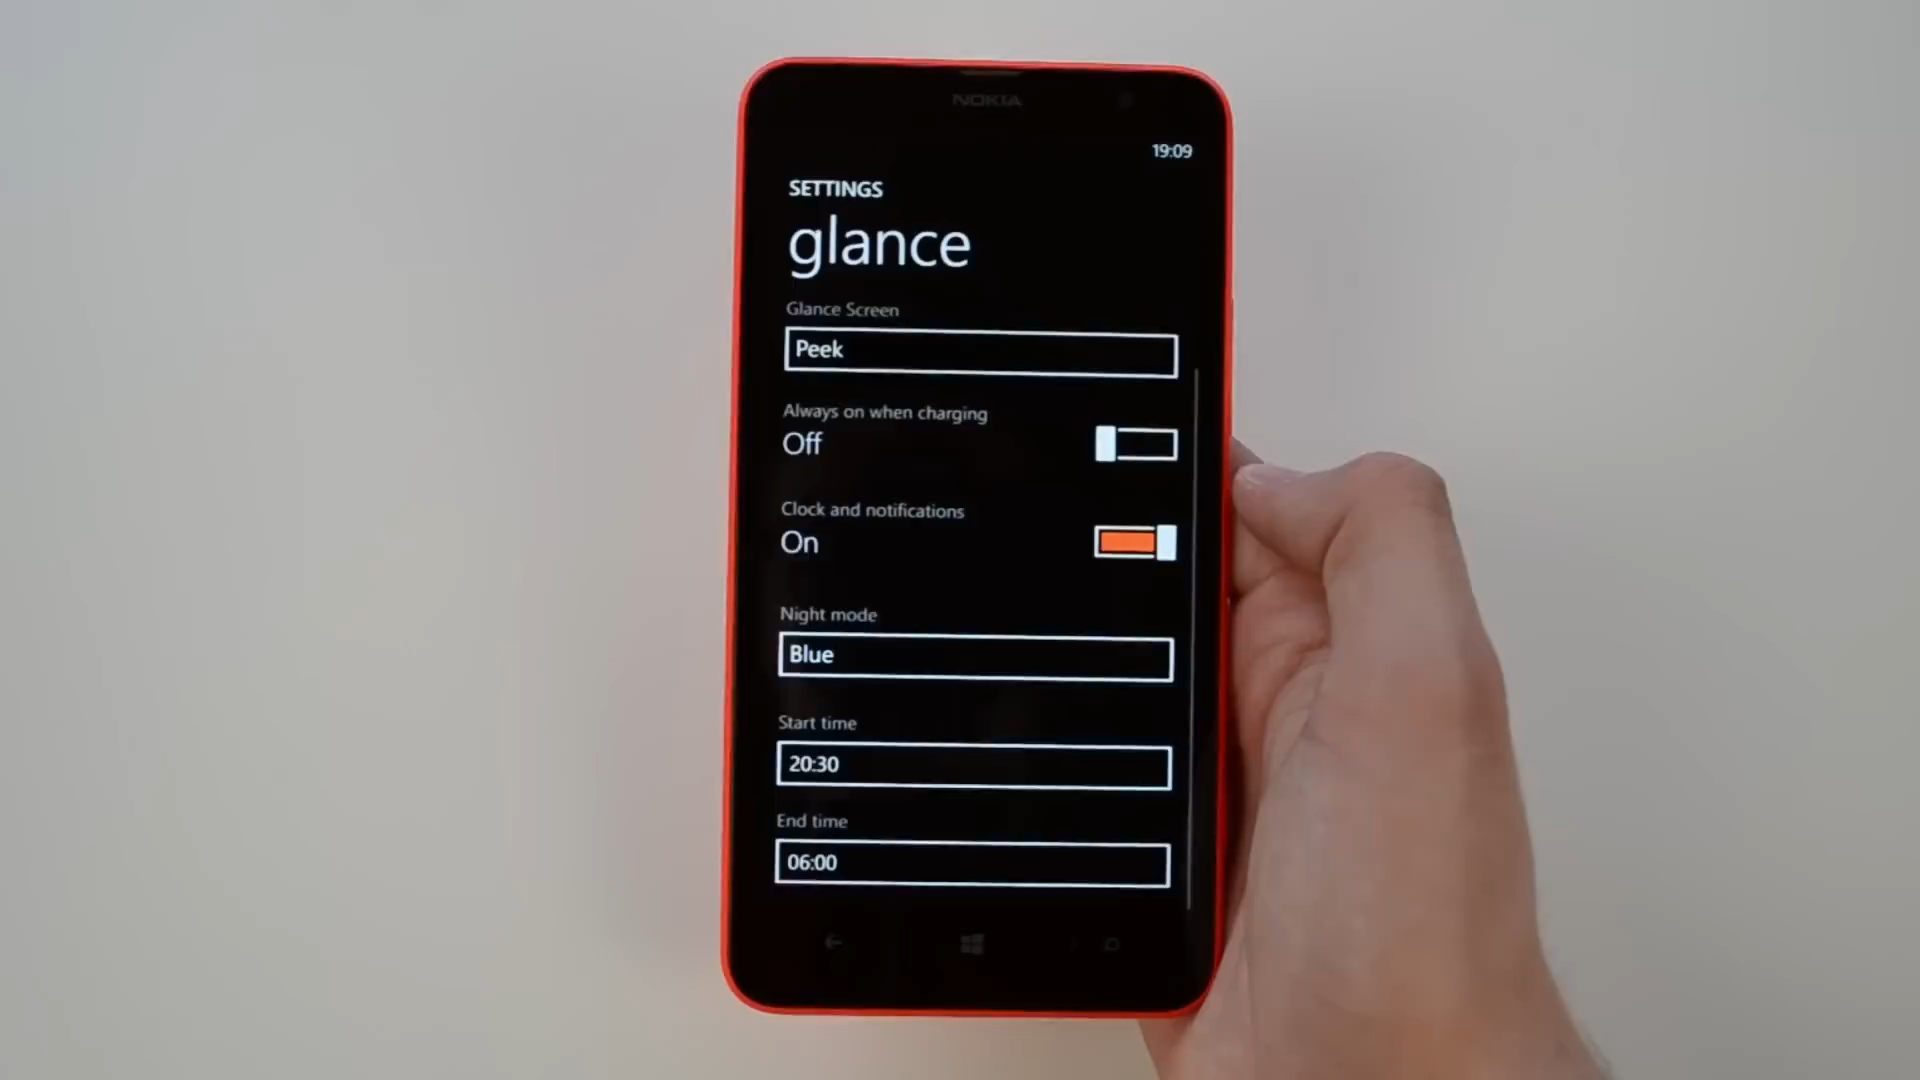 NOKIA
19:09
SETTINGS
glance
Glance Screen
Peek
Always on when charging
Off
Clock and notifications
On
Night mode
Blue
Start time
20:30
End time
06:00